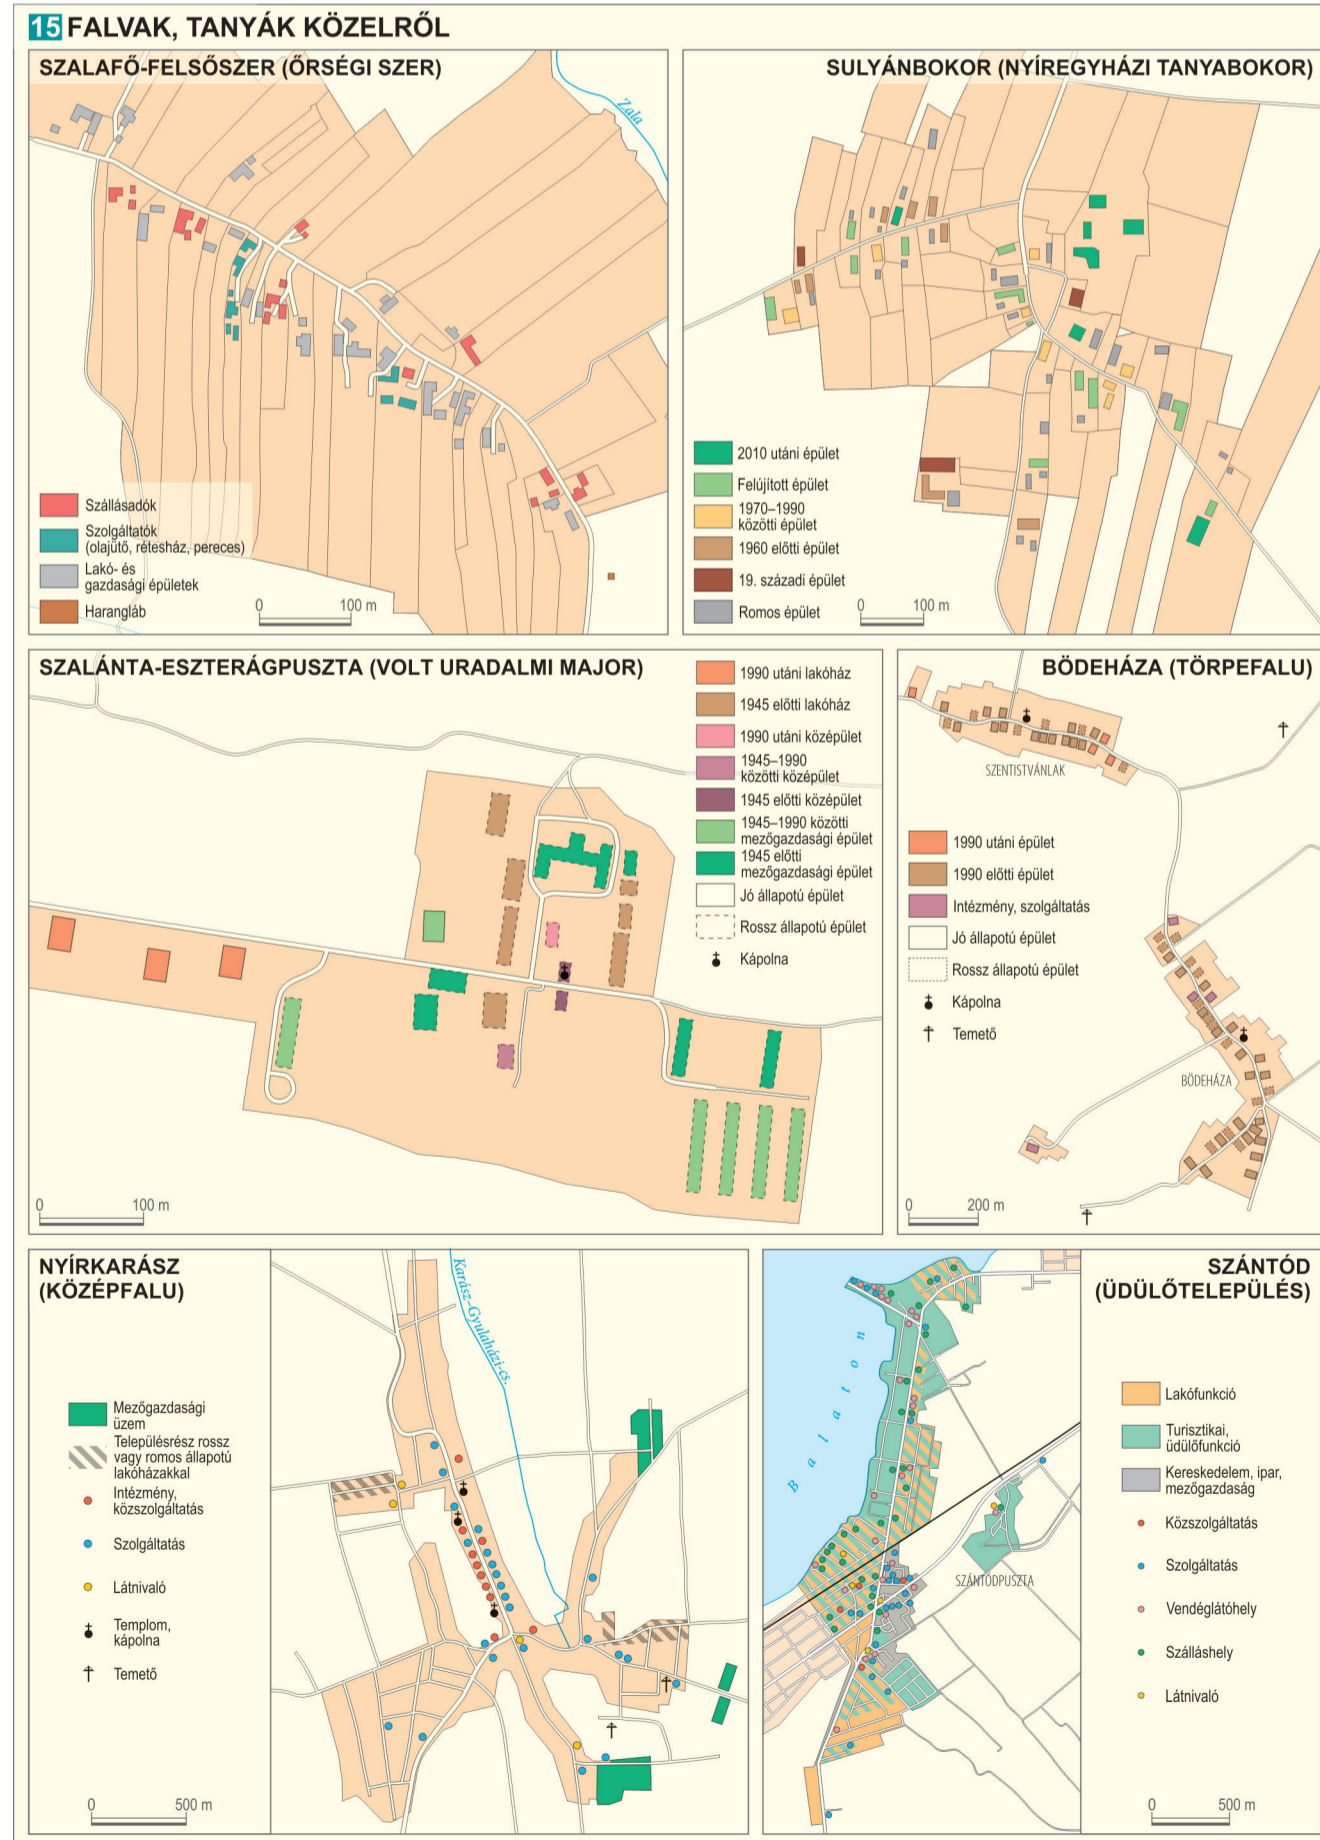 15 FALVAK, TANYÁK KÖZELRŐL
SZALAFŐ-FELSŐSZER (ŐRSÉGI SZER)
Zala
Szállásadók
Szolgáltatók
(olajütő, rétesház, pereces)
Lakó- és
gazdasági épületek
Harangláb
0 100 m
SULYÁNBOKOR (NYÍREGYHÁZI TANYABOKOR)
2010 utáni épület
Felújított épület
1970–1990
közötti épület
1960 előtti épület
19. századi épület
Romos épület
0 100 m
SZALÁNTA-ESZTERÁGPUSZTA (VOLT URADALMI MAJOR)
1990 utáni lakóház
1945 előtti lakóház
1990 utáni középület
1945–1990
közötti középület
1945 előtti középület
1945–1990 közötti
mezőgazdasági épület
1945 előtti
mezőgazdasági épület
Jó állapotú épület
Rossz állapotú épület
Kápolna
0 100 m
BÖDEHÁZA (TÖRPEFALU)
SZENTISTVÁNLAK
1990 utáni épület
1990 előtti épület
Intézmény, szolgáltatás
Jó állapotú épület
Rossz állapotú épület
Kápolna
Temető
BÖDEHÁZA
0 200 m
NYÍRKARÁSZ
(KÖZÉPFALU)
Karász-Gyulaházi-cs.
Mezőgazdasági
üzem
Településrész rossz
vagy romos állapotú
lakóházakkal
Intézmény,
közszolgáltatás
Szolgáltatás
Látnivaló
Templom,
kápolna
Temető
0 500 m
SZÁNTÓD
(ÜDÜLŐTELEPÜLÉS)
Balaton
SZÁNTÓDPUSZTA
Lakófunkció
Turisztikai,
üdülőfunkció
Kereskedelem, ipar,
mezőgazdaság
Közszolgáltatás
Szolgáltatás
Vendéglátóhely
Szálláshely
Látnivaló
0 500 m